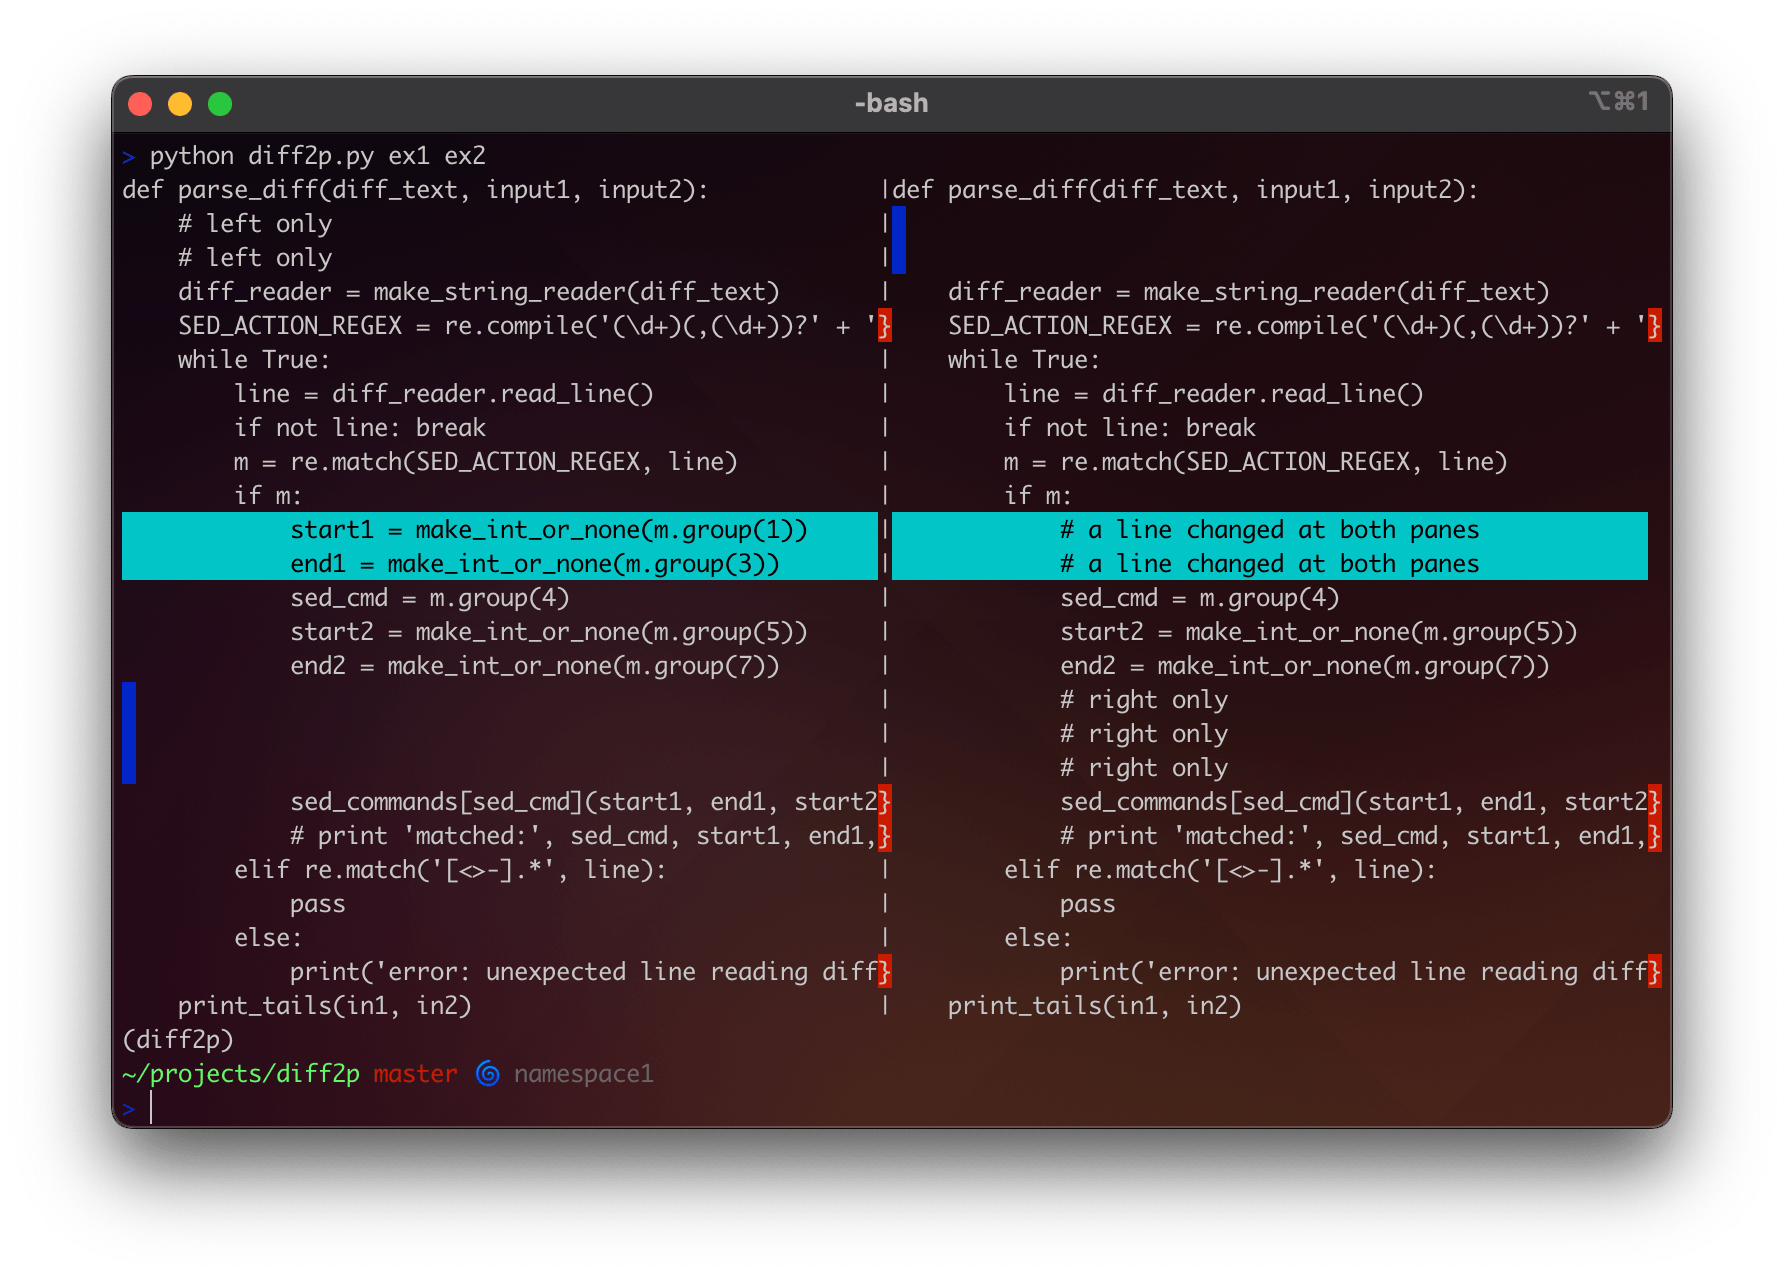 -bash
⌥⌘1
> python diff2p.py ex1 ex2
def parse_diff(diff_text, input1, input2):                  |def parse_diff(diff_text, input1, input2):
    # left only                                       |
    # left only                                       |
    diff_reader = make_string_reader(diff_text)       |    diff_reader = make_string_reader(diff_text)
    SED_ACTION_REGEX = re.compile('(\d+)(,(\d+))?' + '}    SED_ACTION_REGEX = re.compile('(\d+)(,(\d+))?' + '}
    while True:                                       |    while True:
        line = diff_reader.read_line()                |        line = diff_reader.read_line()
        if not line: break                            |        if not line: break
        m = re.match(SED_ACTION_REGEX, line)          |        m = re.match(SED_ACTION_REGEX, line)
        if m:                                         |        if m:
            start1 = make_int_or_none(m.group(1))     |            # a line changed at both panes
            end1 = make_int_or_none(m.group(3))       |            # a line changed at both panes
            sed_cmd = m.group(4)                      |            sed_cmd = m.group(4)
            start2 = make_int_or_none(m.group(5))     |            start2 = make_int_or_none(m.group(5))
            end2 = make_int_or_none(m.group(7))       |            end2 = make_int_or_none(m.group(7))
                                                      |            # right only
                                                      |            # right only
                                                      |            # right only
            sed_commands[sed_cmd](start1, end1, start2}            sed_commands[sed_cmd](start1, end1, start2}
            # print 'matched:', sed_cmd, start1, end1,}            # print 'matched:', sed_cmd, start1, end1,}
        elif re.match('[<>-].*', line):               |        elif re.match('[<>-].*', line):
            pass                                      |            pass
        else:                                         |        else:
            print('error: unexpected line reading diff}            print('error: unexpected line reading diff}
    print_tails(in1, in2)                             |    print_tails(in1, in2)
(diff2p)
~/projects/diff2p master 🌀 namespace1
>